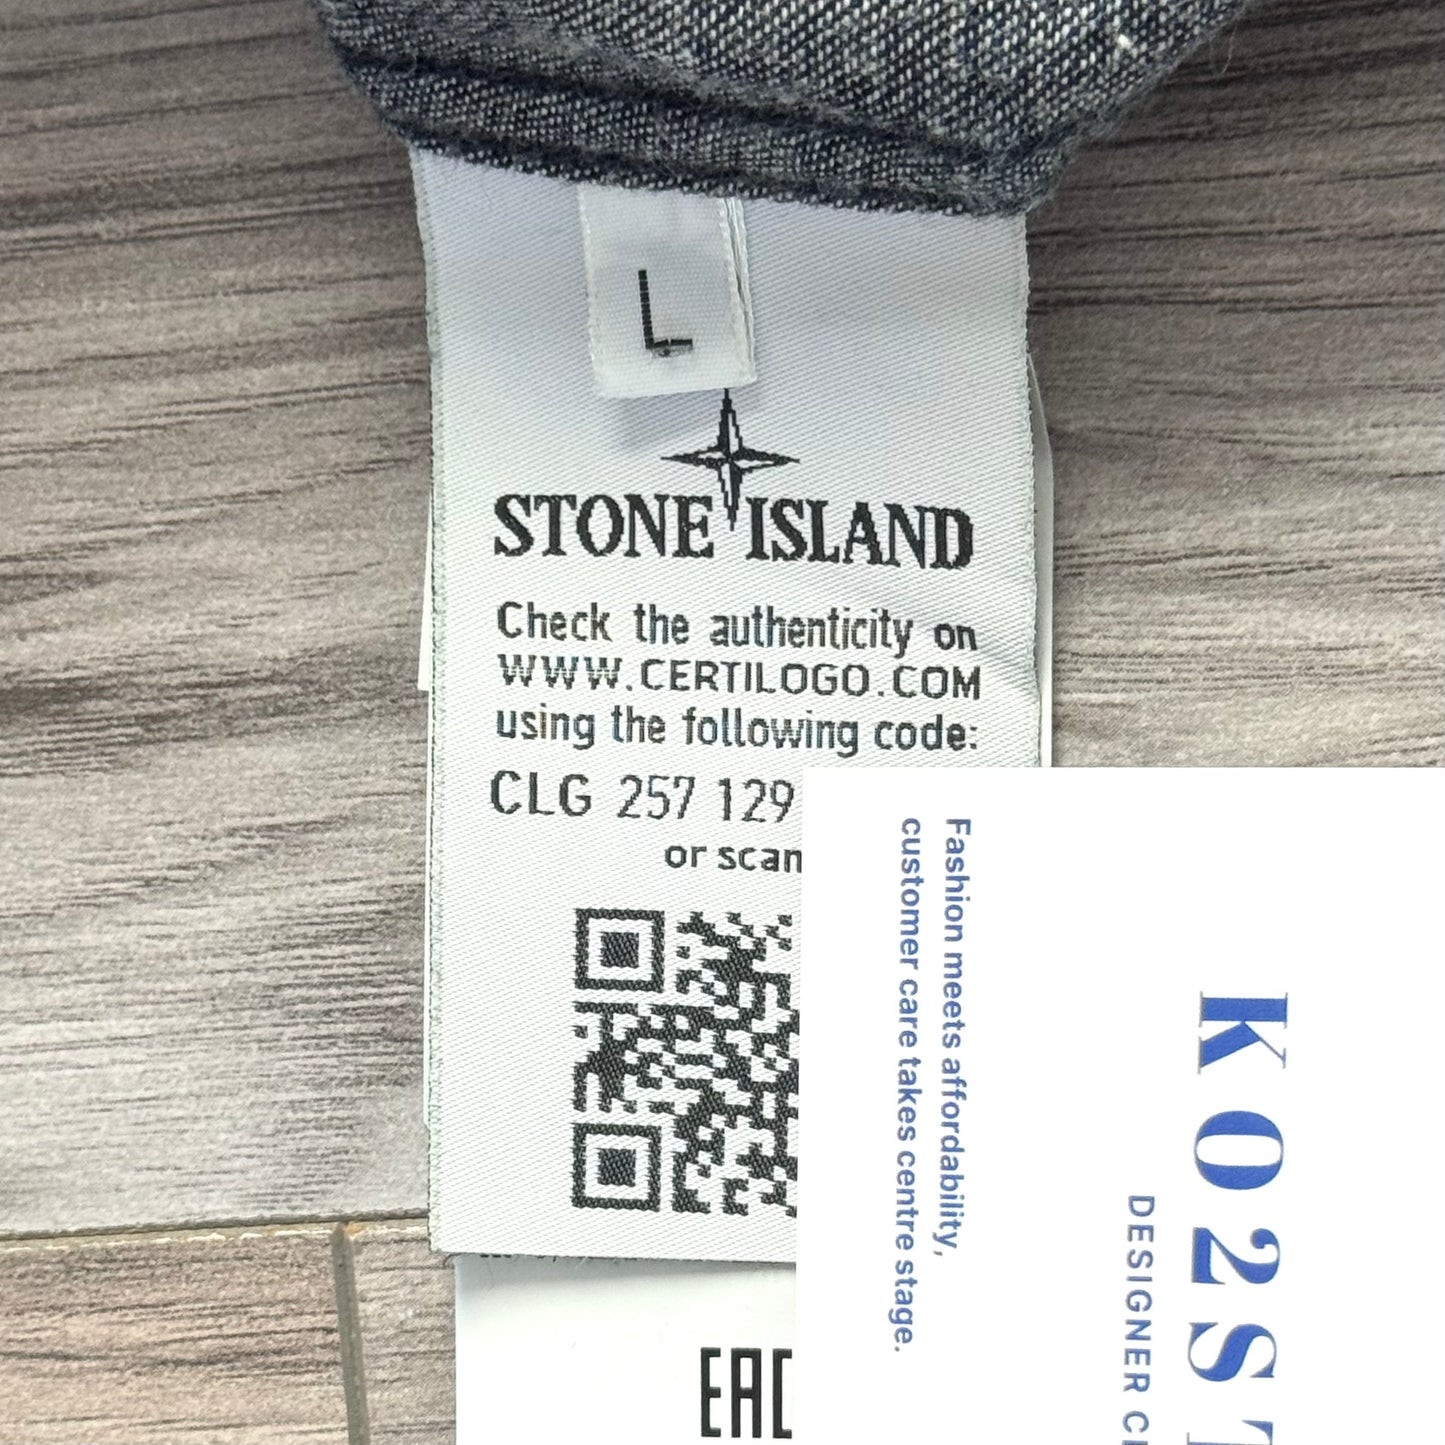 L
STONE ISLAND
Check the authenticity on
WWW.CERTILOGO.COM
using the following code:
CLG 257 129
or scan
EAC
Fashion meets affordability,
customer care takes centre stage.
KO2ST
DESIGNER